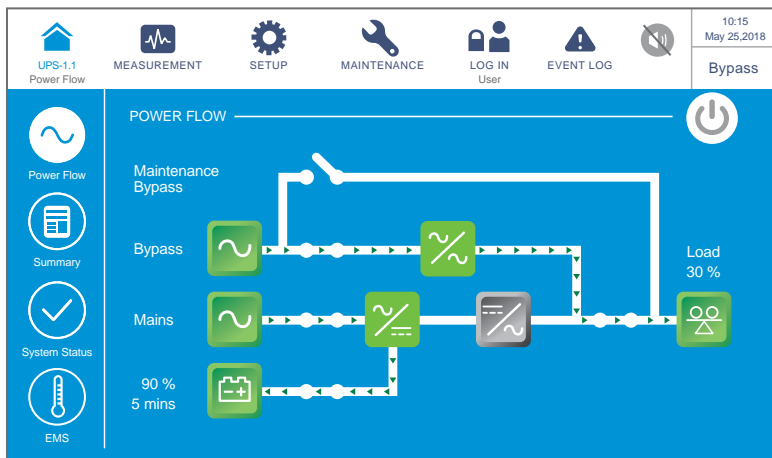 UPS-1.1
Power Flow
MEASUREMENT
SETUP
MAINTENANCE
LOG IN
User
EVENT LOG
10:15
May 25,2018
Bypass
Power Flow
Summary
System Status
EMS
POWER FLOW
Maintenance
Bypass
Bypass
Load
30 %
Mains
90 %
5 mins